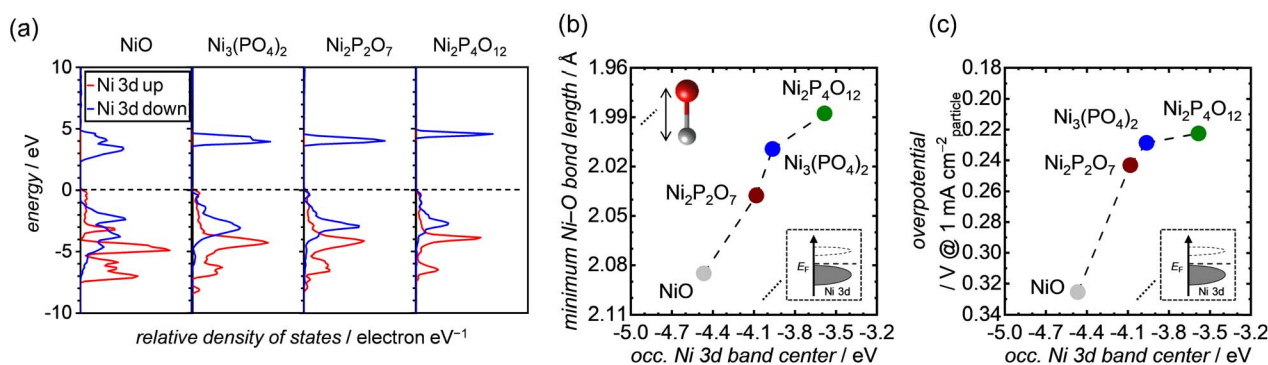 (a)
NiO
Ni₃(PO₄)₂
Ni₂P₂O₇
Ni₂P₄O₁₂
energy / eV
10
5
0
-5
-10
Ni 3d up
Ni 3d down
relative density of states / electron eV⁻¹
(b)
minimum Ni–O bond length / Å
1.96
1.99
2.02
2.05
2.08
2.11
Ni₂P₄O₁₂
Ni₃(PO₄)₂
Ni₂P₂O₇
NiO
E_F
Ni 3d
-5.0 -4.7 -4.4 -4.1 -3.8 -3.5 -3.2
occ. Ni 3d band center / eV
(c)
overpotential
/ V @ 1 mA cm⁻²particle
0.18
0.20
0.22
0.24
0.26
0.28
0.30
0.32
0.34
Ni₃(PO₄)₂
Ni₂P₄O₁₂
Ni₂P₂O₇
NiO
E_F
Ni 3d
-5.0 -4.7 -4.4 -4.1 -3.8 -3.5 -3.2
occ. Ni 3d band center / eV